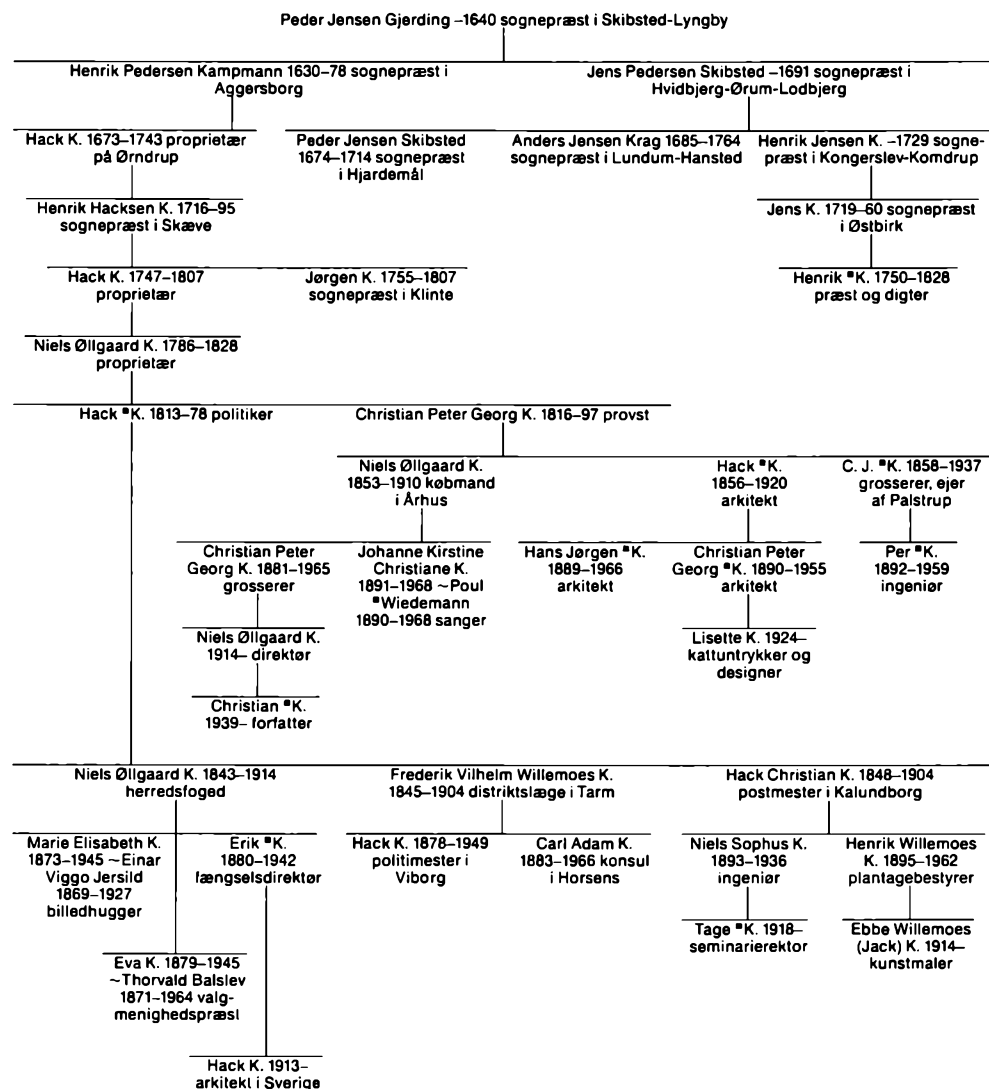 Peder Jensen Gjerding –1640 sognepræst i Skibsted-Lyngby
Henrik Pedersen Kampmann 1630–78 sognepræst i
Aggersborg
Jens Pedersen Skibsted –1691 sognepræst i
Hvidbjerg-Ørum-Lodbjerg
Hack K. 1673–1743 proprietær
på Ørndrup
Peder Jensen Skibsted
1674–1714 sognepræst
i Hjardemål
Anders Jensen Krag 1685–1764
sognepræst i Lundum-Hansted
Henrik Jensen K. –1729 sogne-
præst i Kongerslev-Komdrup
Henrik Hacksen K. 1716–95
sognepræst i Skæve
Jens K. 1719–60 sognepræst
i Østbirk
Hack K. 1747–1807
proprietær
Jørgen K. 1755–1807
sognepræst i Klinte
Henrik ■K. 1750–1828
præst og digter
Niels Øllgaard K. 1786–1828
proprietær
Hack ■K. 1813–78 politiker
Christian Peter Georg K. 1816–97 provst
Niels Øllgaard K.
1853–1910 købmand
i Århus
Hack ■K.
1856–1920
arkitekt
C. J. ■K. 1858–1937
grosserer, ejer
af Palstrup
Christian Peter
Georg K. 1881–1965
grosserer
Johanne Kirstine
Christiane K.
1891–1968 ~Poul
■Wiedemann
1890–1968 sanger
Hans Jørgen ■K.
1889–1966
arkitekt
Christian Peter
Georg ■K. 1890–1955
arkitekt
Per ■K.
1892–1959
ingeniør
Niels Øllgaard K.
1914– direktør
Lisette K. 1924–
kattuntrykker og
designer
Christian ■K.
1939– forfatter
Niels Øllgaard K. 1843–1914
herredsfoged
Frederik Vilhelm Willemoes K.
1845–1904 distriktslæge i Tarm
Hack Christian K. 1848–1904
postmester i Kalundborg
Marie Elisabeth K.
1873–1945 ~Einar
Viggo Jersild
1869–1927
billedhugger
Erik ■K.
1880–1942
fængselsdirektør
Hack K. 1878–1949
politimester i
Viborg
Carl Adam K.
1883–1966 konsul
i Horsens
Niels Sophus K.
1893–1936
ingeniør
Henrik Willemoes
K. 1895–1962
plantagebestyrer
Tage ■K. 1918–
seminarierektor
Ebbe Willemoes
(Jack) K. 1914–
kunstmaler
Eva K. 1879–1945
~Thorvald Balslev
1871–1964 valg-
menighedspræst
Hack K. 1913–
arkitekt i Sverige